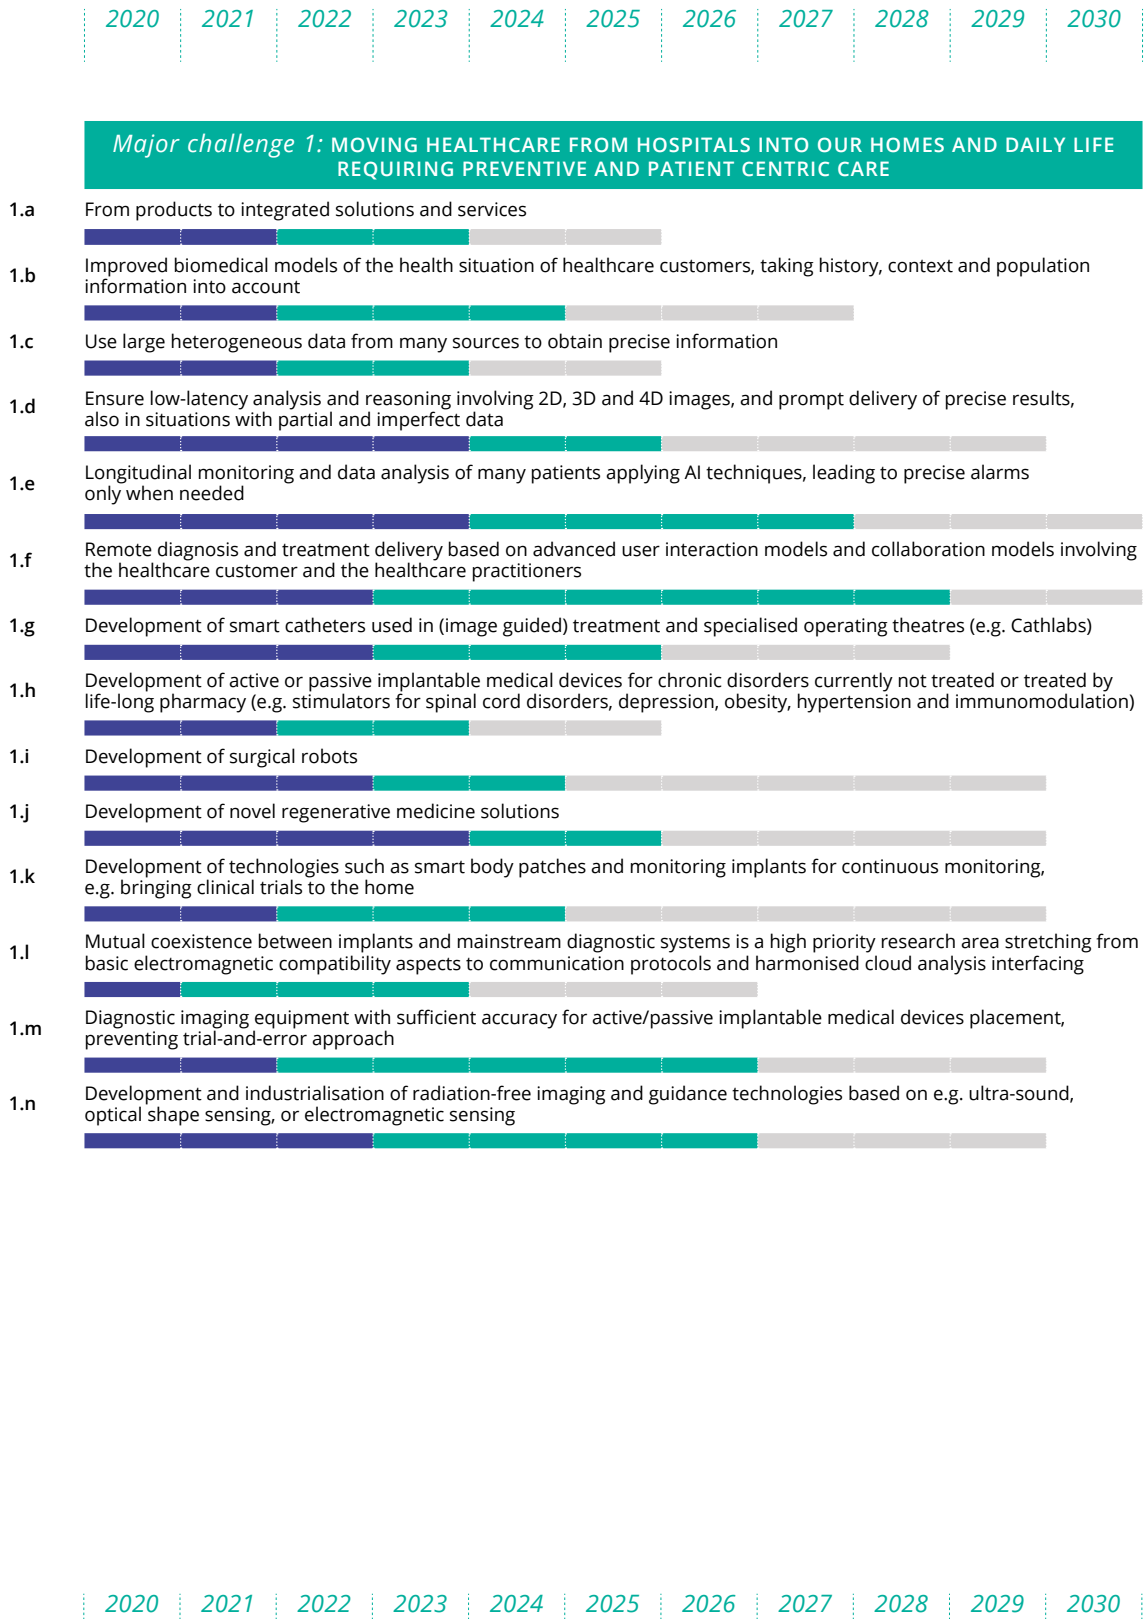 2020 2021 2022 2023 2024 2025 2026 2027 2028 2029 2030
Major challenge 1: MOVING HEALTHCARE FROM HOSPITALS INTO OUR HOMES AND DAILY LIFE
REQUIRING PREVENTIVE AND PATIENT CENTRIC CARE
1.a From products to integrated solutions and services
1.b Improved biomedical models of the health situation of healthcare customers, taking history, context and population
information into account
1.c Use large heterogeneous data from many sources to obtain precise information
1.d Ensure low-latency analysis and reasoning involving 2D, 3D and 4D images, and prompt delivery of precise results,
also in situations with partial and imperfect data
1.e Longitudinal monitoring and data analysis of many patients applying AI techniques, leading to precise alarms
only when needed
1.f Remote diagnosis and treatment delivery based on advanced user interaction models and collaboration models involving
the healthcare customer and the healthcare practitioners
1.g Development of smart catheters used in (image guided) treatment and specialised operating theatres (e.g. Cathlabs)
1.h Development of active or passive implantable medical devices for chronic disorders currently not treated or treated by
life-long pharmacy (e.g. stimulators for spinal cord disorders, depression, obesity, hypertension and immunomodulation)
1.i Development of surgical robots
1.j Development of novel regenerative medicine solutions
1.k Development of technologies such as smart body patches and monitoring implants for continuous monitoring,
e.g. bringing clinical trials to the home
1.l Mutual coexistence between implants and mainstream diagnostic systems is a high priority research area stretching from
basic electromagnetic compatibility aspects to communication protocols and harmonised cloud analysis interfacing
1.m Diagnostic imaging equipment with sufficient accuracy for active/passive implantable medical devices placement,
preventing trial-and-error approach
1.n Development and industrialisation of radiation-free imaging and guidance technologies based on e.g. ultra-sound,
optical shape sensing, or electromagnetic sensing
2020 2021 2022 2023 2024 2025 2026 2027 2028 2029 2030